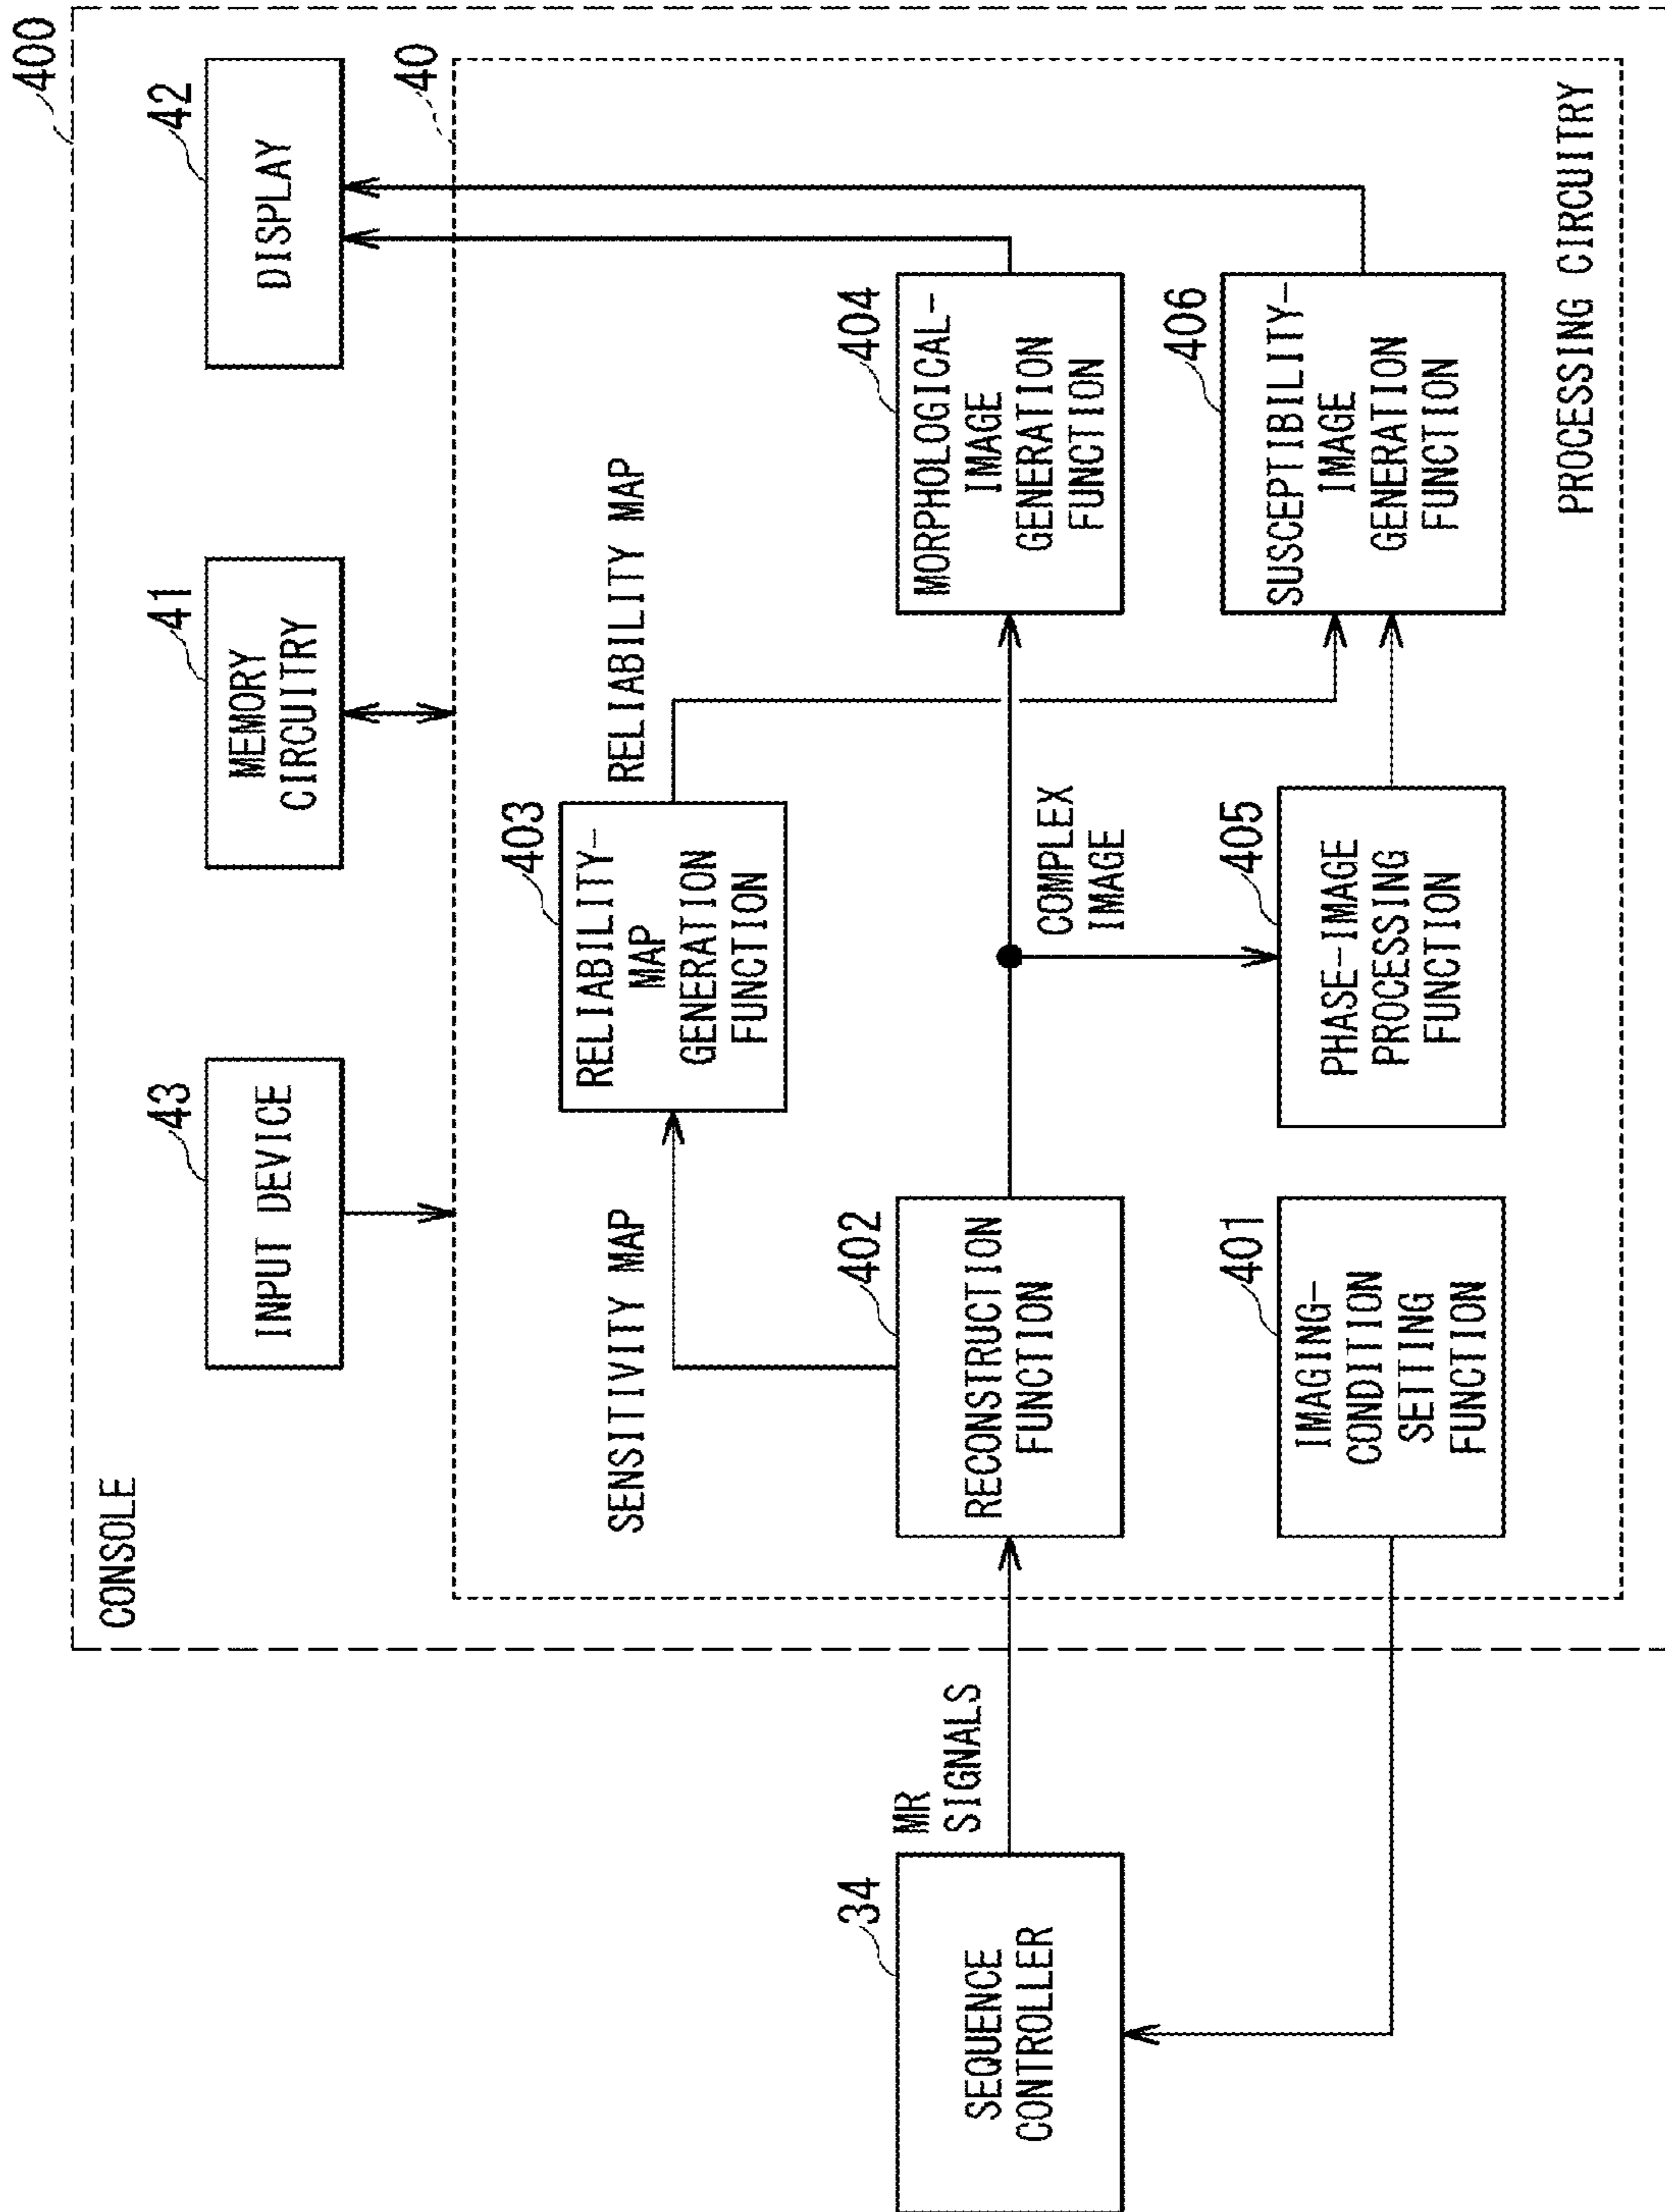 400
CONSOLE
43
INPUT DEVICE
41
MEMORY
CIRCUITRY
42
DISPLAY
40
SENSITIVITY MAP
403
RELIABILITY-
MAP
GENERATION
FUNCTION
RELIABILITY MAP
34
SEQUENCE
CONTROLLER
MR
SIGNALS
402
RECONSTRUCTION
FUNCTION
COMPLEX
IMAGE
404
MORPHOLOGICAL-
IMAGE
GENERATION
FUNCTION
401
IMAGING-
CONDITION
SETTING
FUNCTION
405
PHASE-IMAGE
PROCESSING
FUNCTION
406
SUSCEPTIBILITY-
IMAGE
GENERATION
FUNCTION
PROCESSING CIRCUITRY